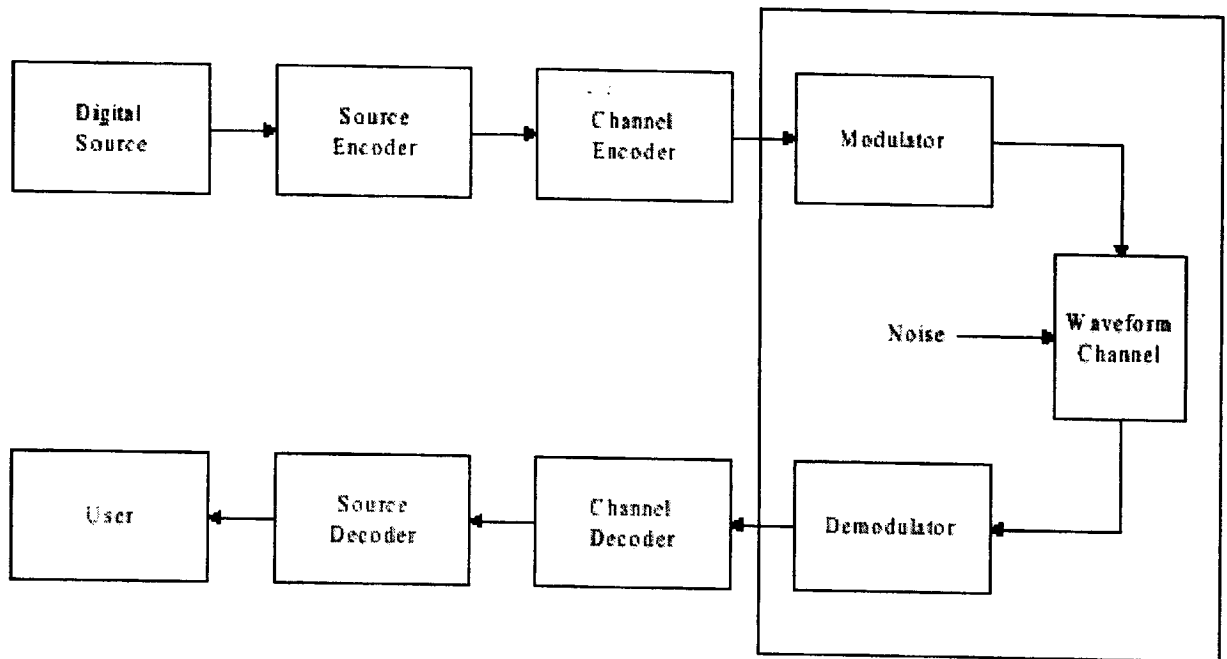 Digital
Source
Source
Encoder
Channel
Encoder
Modulator
Noise
Waveform
Channel
User
Source
Decoder
Channel
Decoder
Demodulator